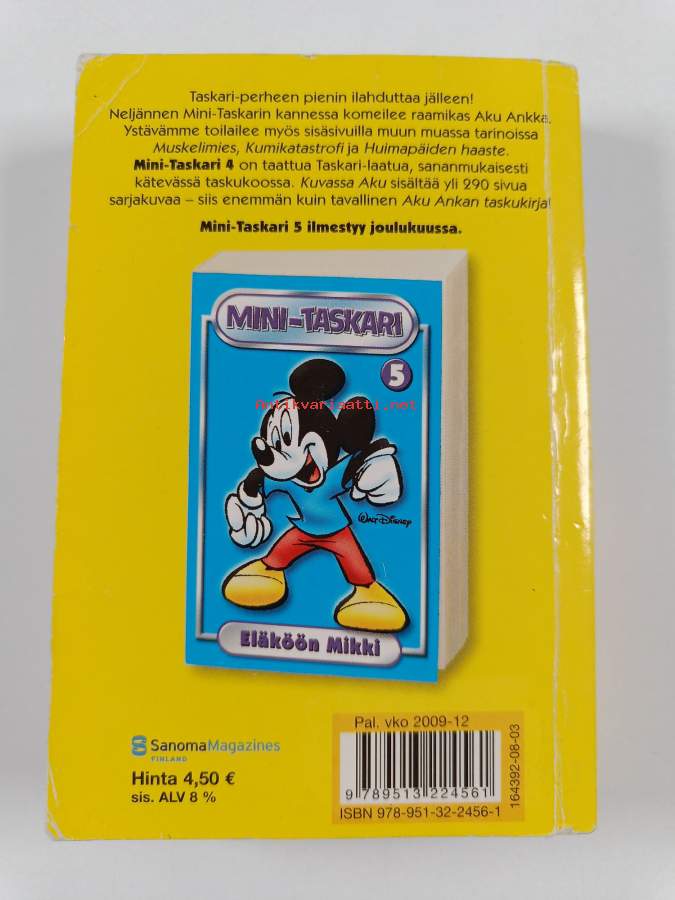 Taskari-perheen pienin ilahduttaa jälleen!
Neljännen Mini-Taskarin kannessa komeilee raamikas Aku Ankka.
Ystävämme toilailee myös sisäsivuilla muun muassa tarinoissa
Muskelimies, Kumikatastrofi ja Huimapäiden haaste.
Mini-Taskari 4 on taattua Taskari-laatua, sananmukaisesti
kätevässä taskukoossa. Kuvassa Aku sisältää yli 290 sivua
sarjakuvaa – siis enemmän kuin tavallinen Aku Ankan taskukirja!
Mini-Taskari 5 ilmestyy joulukuussa.
MINI-TASKARI
5
Antikvariaatti.net
WALT DISNEY
Eläköön Mikki
Pal. vko 2009-12
SanomaMagazines
FINLAND
Hinta 4,50 €
sis. ALV 8 %
9 789513 224561
ISBN 978-951-32-2456-1
164392-08-03